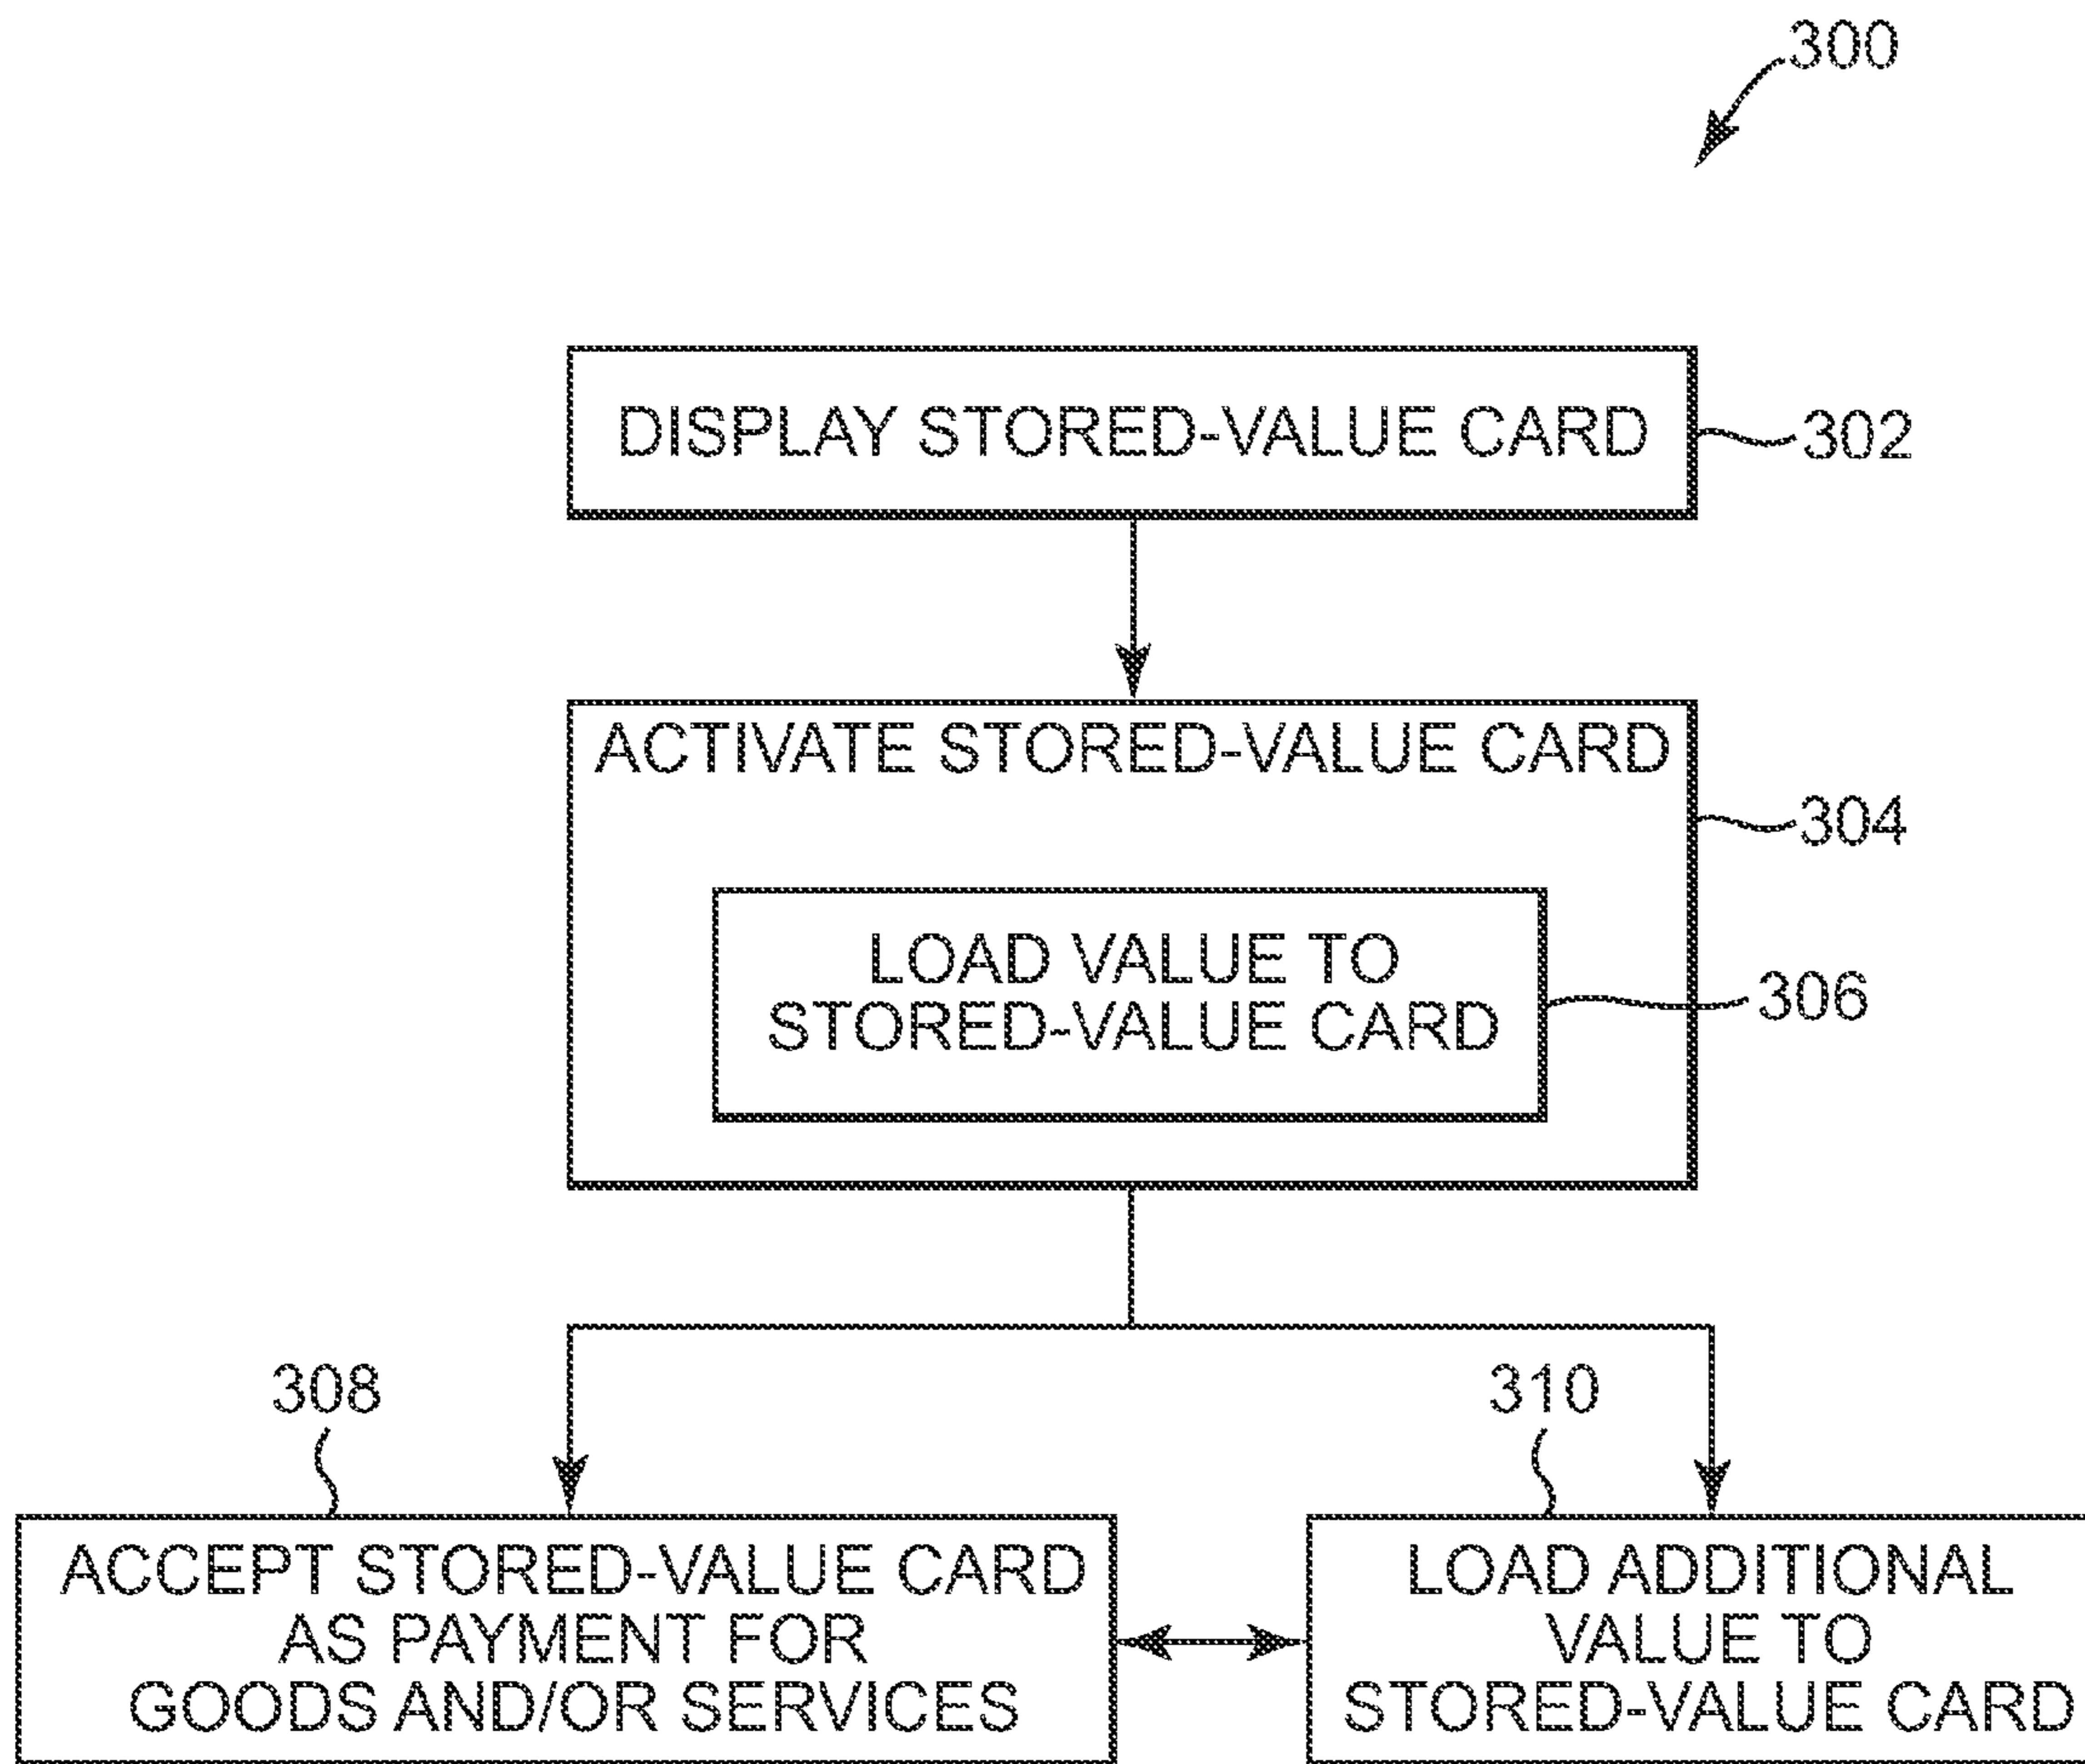 300
DISPLAY STORED-VALUE CARD
302
ACTIVATE STORED-VALUE CARD
304
LOAD VALUE TO
STORED-VALUE CARD
306
308
310
ACCEPT STORED-VALUE CARD
AS PAYMENT FOR
GOODS AND/OR SERVICES
LOAD ADDITIONAL
VALUE TO
STORED-VALUE CARD